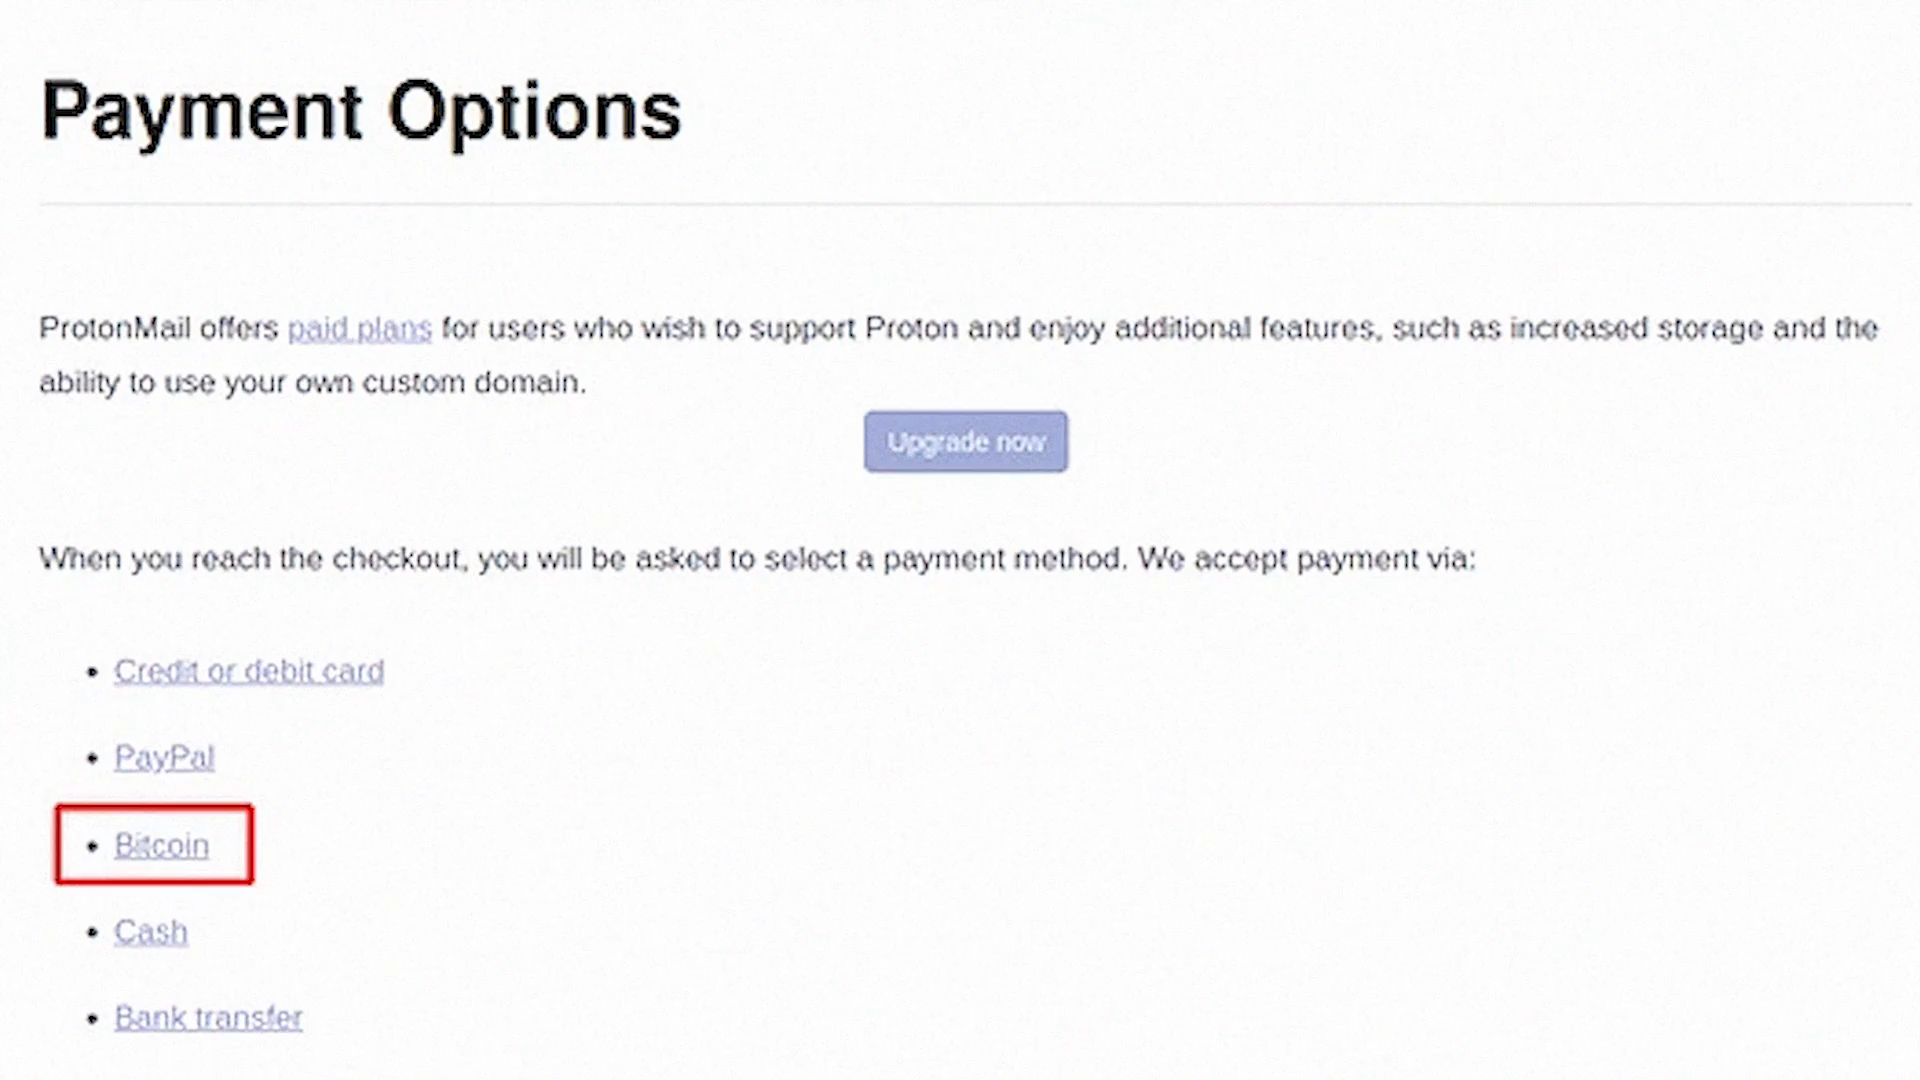 Payment Options
ProtonMail offers paid plans for users who wish to support Proton and enjoy additional features, such as increased storage and the
ability to use your own custom domain.
Upgrade now
When you reach the checkout, you will be asked to select a payment method. We accept payment via:
• Credit or debit card
• PayPal
• Bitcoin
• Cash
• Bank transfer